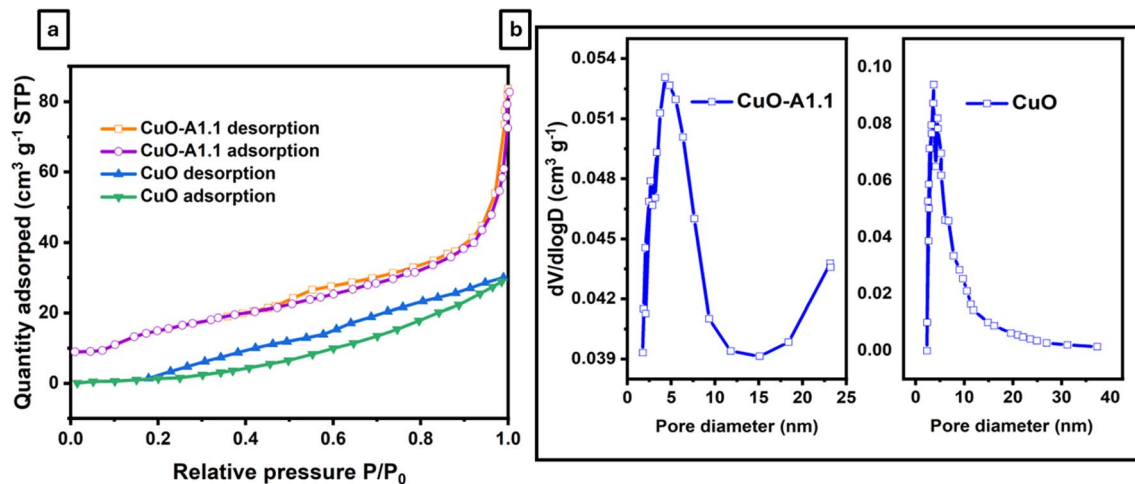 a
b
Quantity adsorped (cm³ g⁻¹ STP)
80
60
40
20
0
CuO-A1.1 desorption
CuO-A1.1 adsorption
CuO desorption
CuO adsorption
0.0 0.2 0.4 0.6 0.8 1.0
Relative pressure P/P₀
dV/dlogD (cm³ g⁻¹)
0.054
0.051
0.048
0.045
0.042
0.039
CuO-A1.1
0 5 10 15 20 25
Pore diameter (nm)
0.10
0.08
0.06
0.04
0.02
0.00
CuO
0 10 20 30 40
Pore diameter (nm)